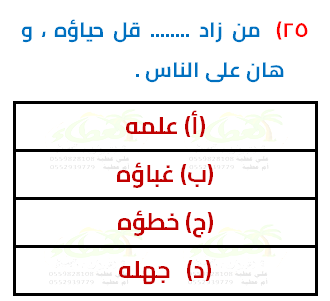 ٢٥) من زاد ........ قل حياؤه ، و
هان على الناس .
(أ) علمه
(ب) غباؤه
(ج) خطؤه
(د) جهله